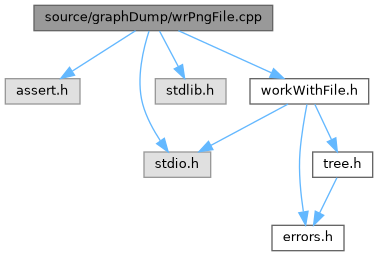 source/graphDump/wrPngFile.cpp
assert.h
stdlib.h
workWithFile.h
stdio.h
tree.h
errors.h